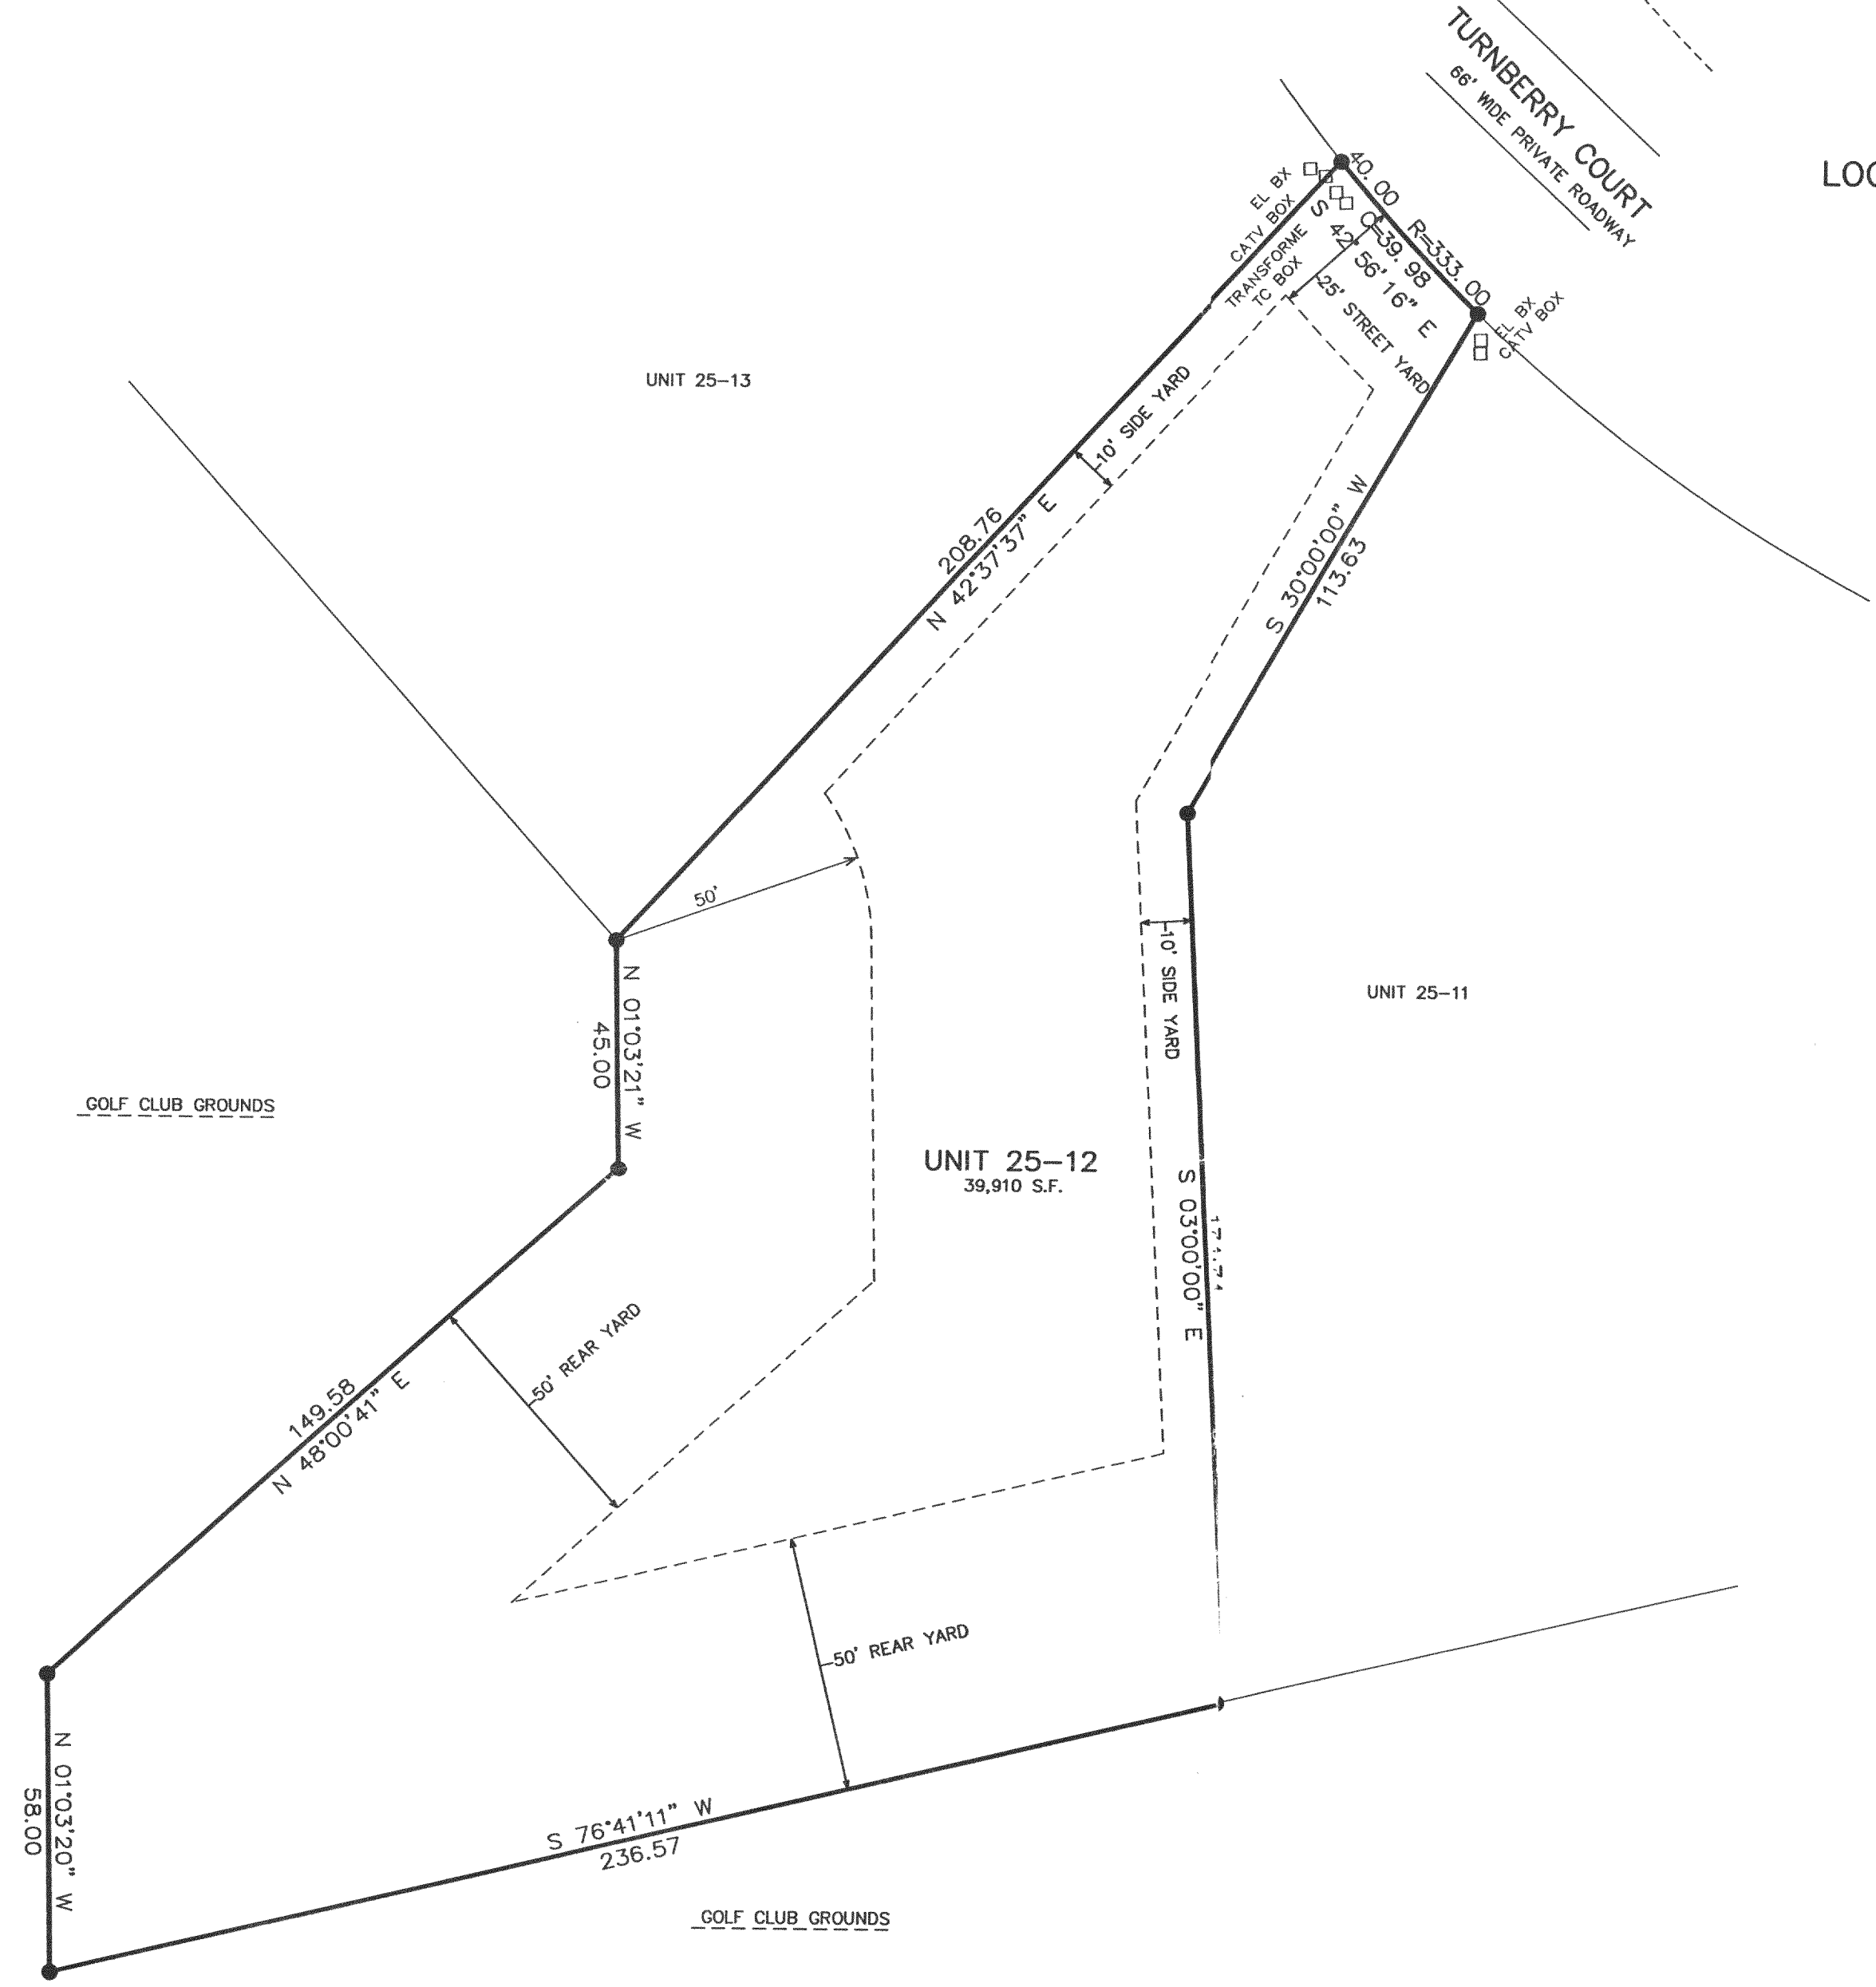 TURNBERRY COURT
66' WIDE PRIVATE ROADWAY
EL BX
CATV BOX
TRANSFORME
TC BOX
40.00 R=333.00
C=39.98
S 42°56'16" E
25' STREET YARD
EL BX
CATV BOX
UNIT 25-13
10' SIDE YARD
208.76
N 42°37'37" E
S 30°00'00" W
113.63
50'
N 01°03'21" W
45.00
10' SIDE YARD
UNIT 25-11
GOLF CLUB GROUNDS
UNIT 25-12
39,910 S.F.
S 03°00'00" E
50' REAR YARD
149.58
N 48°00'41" E
50' REAR YARD
N 01°03'20" W
58.00
S 76°41'11" W
236.57
GOLF CLUB GROUNDS